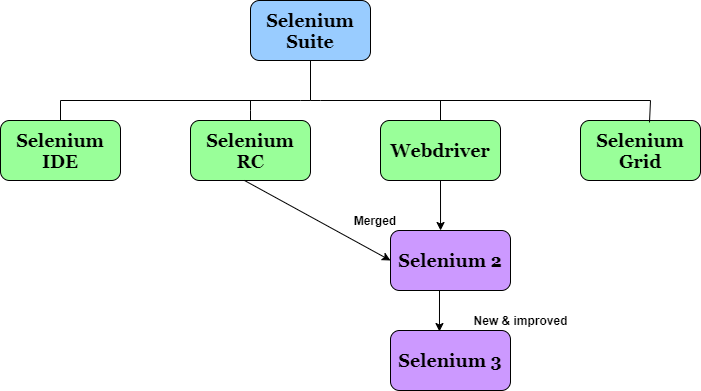 Selenium
Suite
Selenium
IDE
Selenium
RC
Webdriver
Selenium
Grid
Merged
Selenium 2
New & improved
Selenium 3